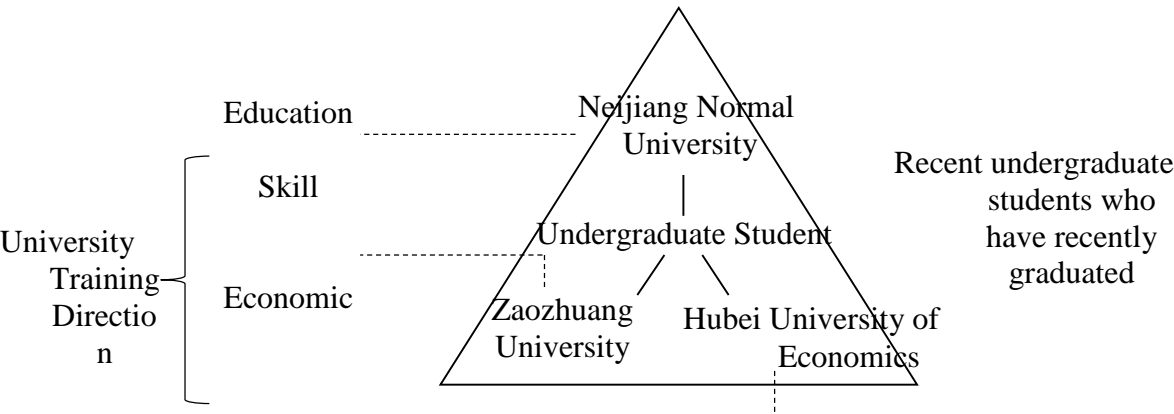 Education
Skill
Economic
University
Training
Directio
n
Neijiang Normal
University
Undergraduate Student
Zaozhuang
University
Hubei University of
Economics
Recent undergraduate
students who
have recently
graduated